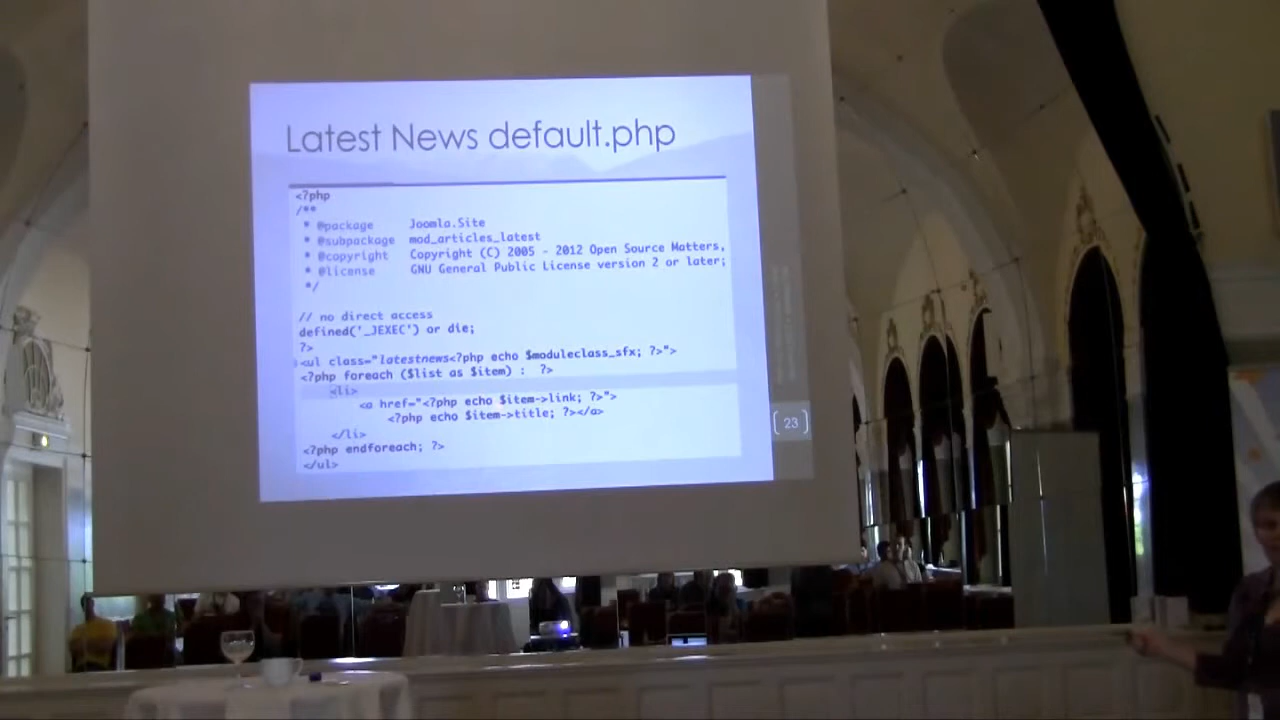 Latest News default.php
<?php
/**
* @package Joomla.Site
* @subpackage mod_articles_latest
* @copyright Copyright (C) 2005 - 2012 Open Source Matters,
* @license GNU General Public License version 2 or later;
*/
// no direct access
defined('_JEXEC') or die;
?>
<ul class="latestnews<?php echo $moduleclass_sfx; ?>">
<?php foreach ($list as $item) : ?>
<li>
<a href="<?php echo $item->link; ?>">
<?php echo $item->title; ?></a>
</li>
<?php endforeach; ?>
</ul>
23